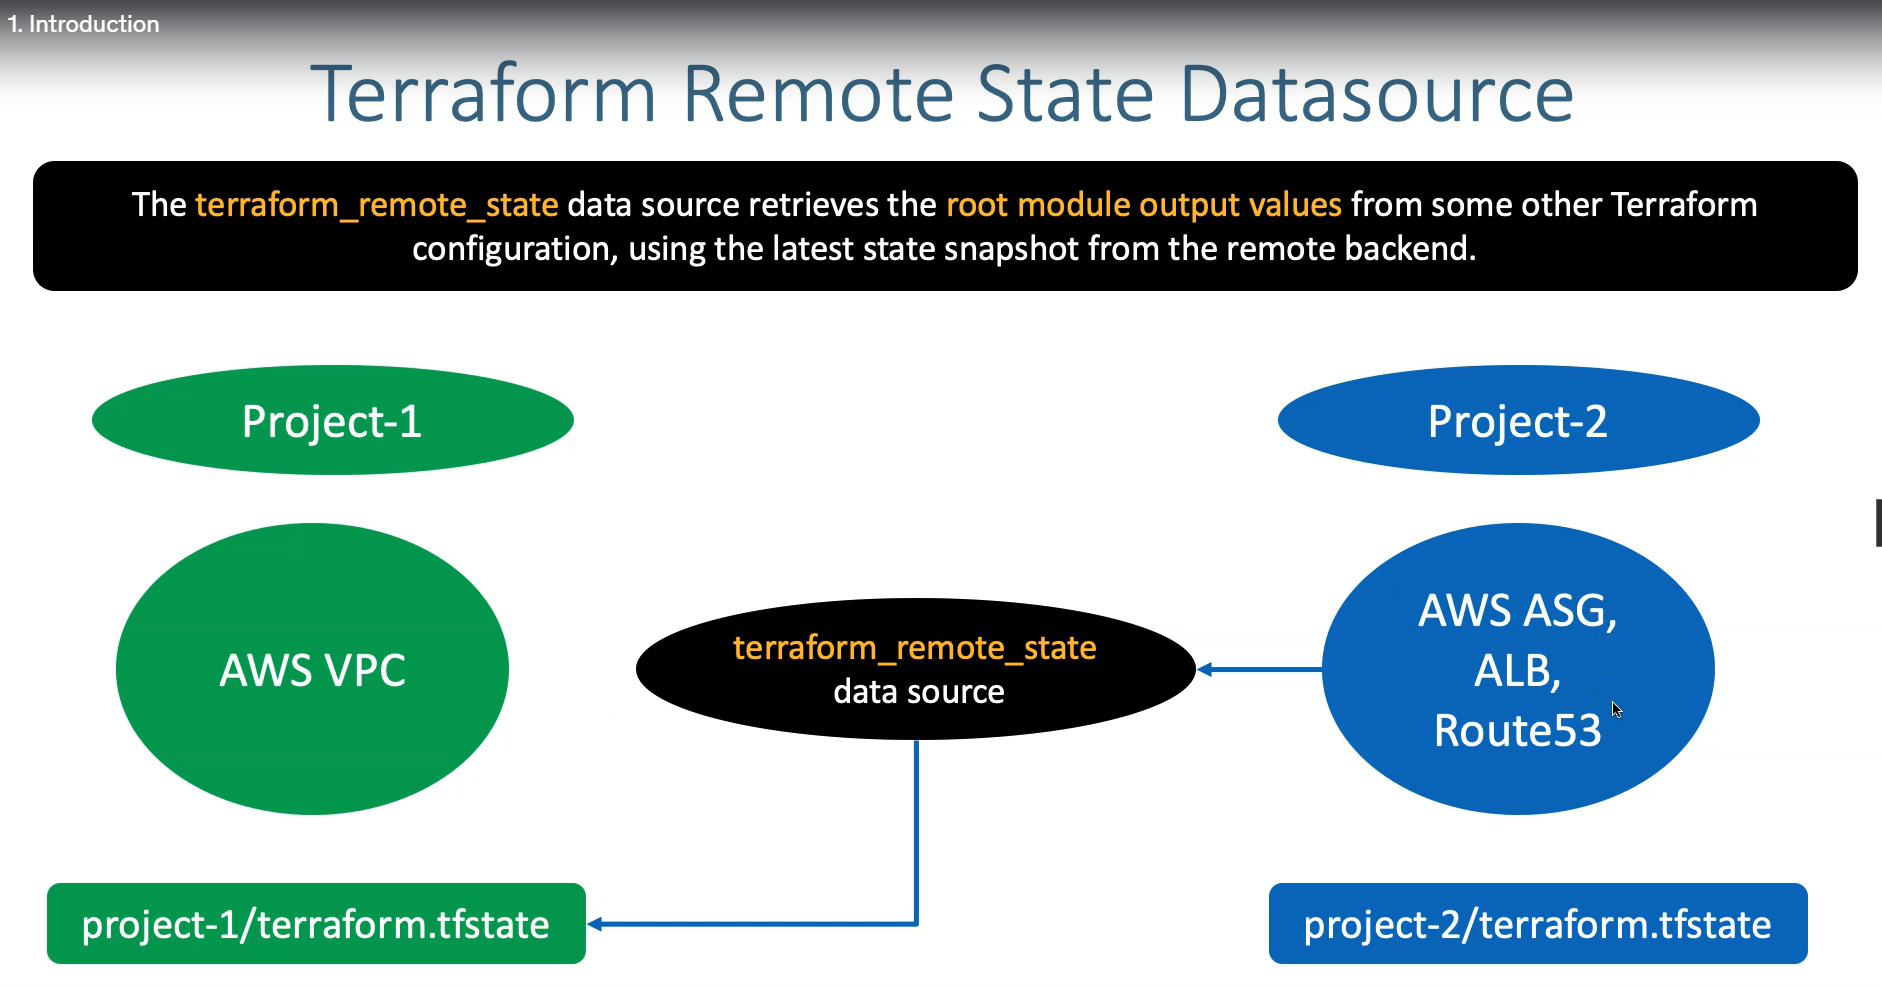 1. Introduction
Terraform Remote State Datasource
The terraform_remote_state data source retrieves the root module output values from some other Terraform
configuration, using the latest state snapshot from the remote backend.
Project-1
Project-2
AWS VPC
terraform_remote_state
data source
AWS ASG,
ALB,
Route53
project-1/terraform.tfstate
project-2/terraform.tfstate